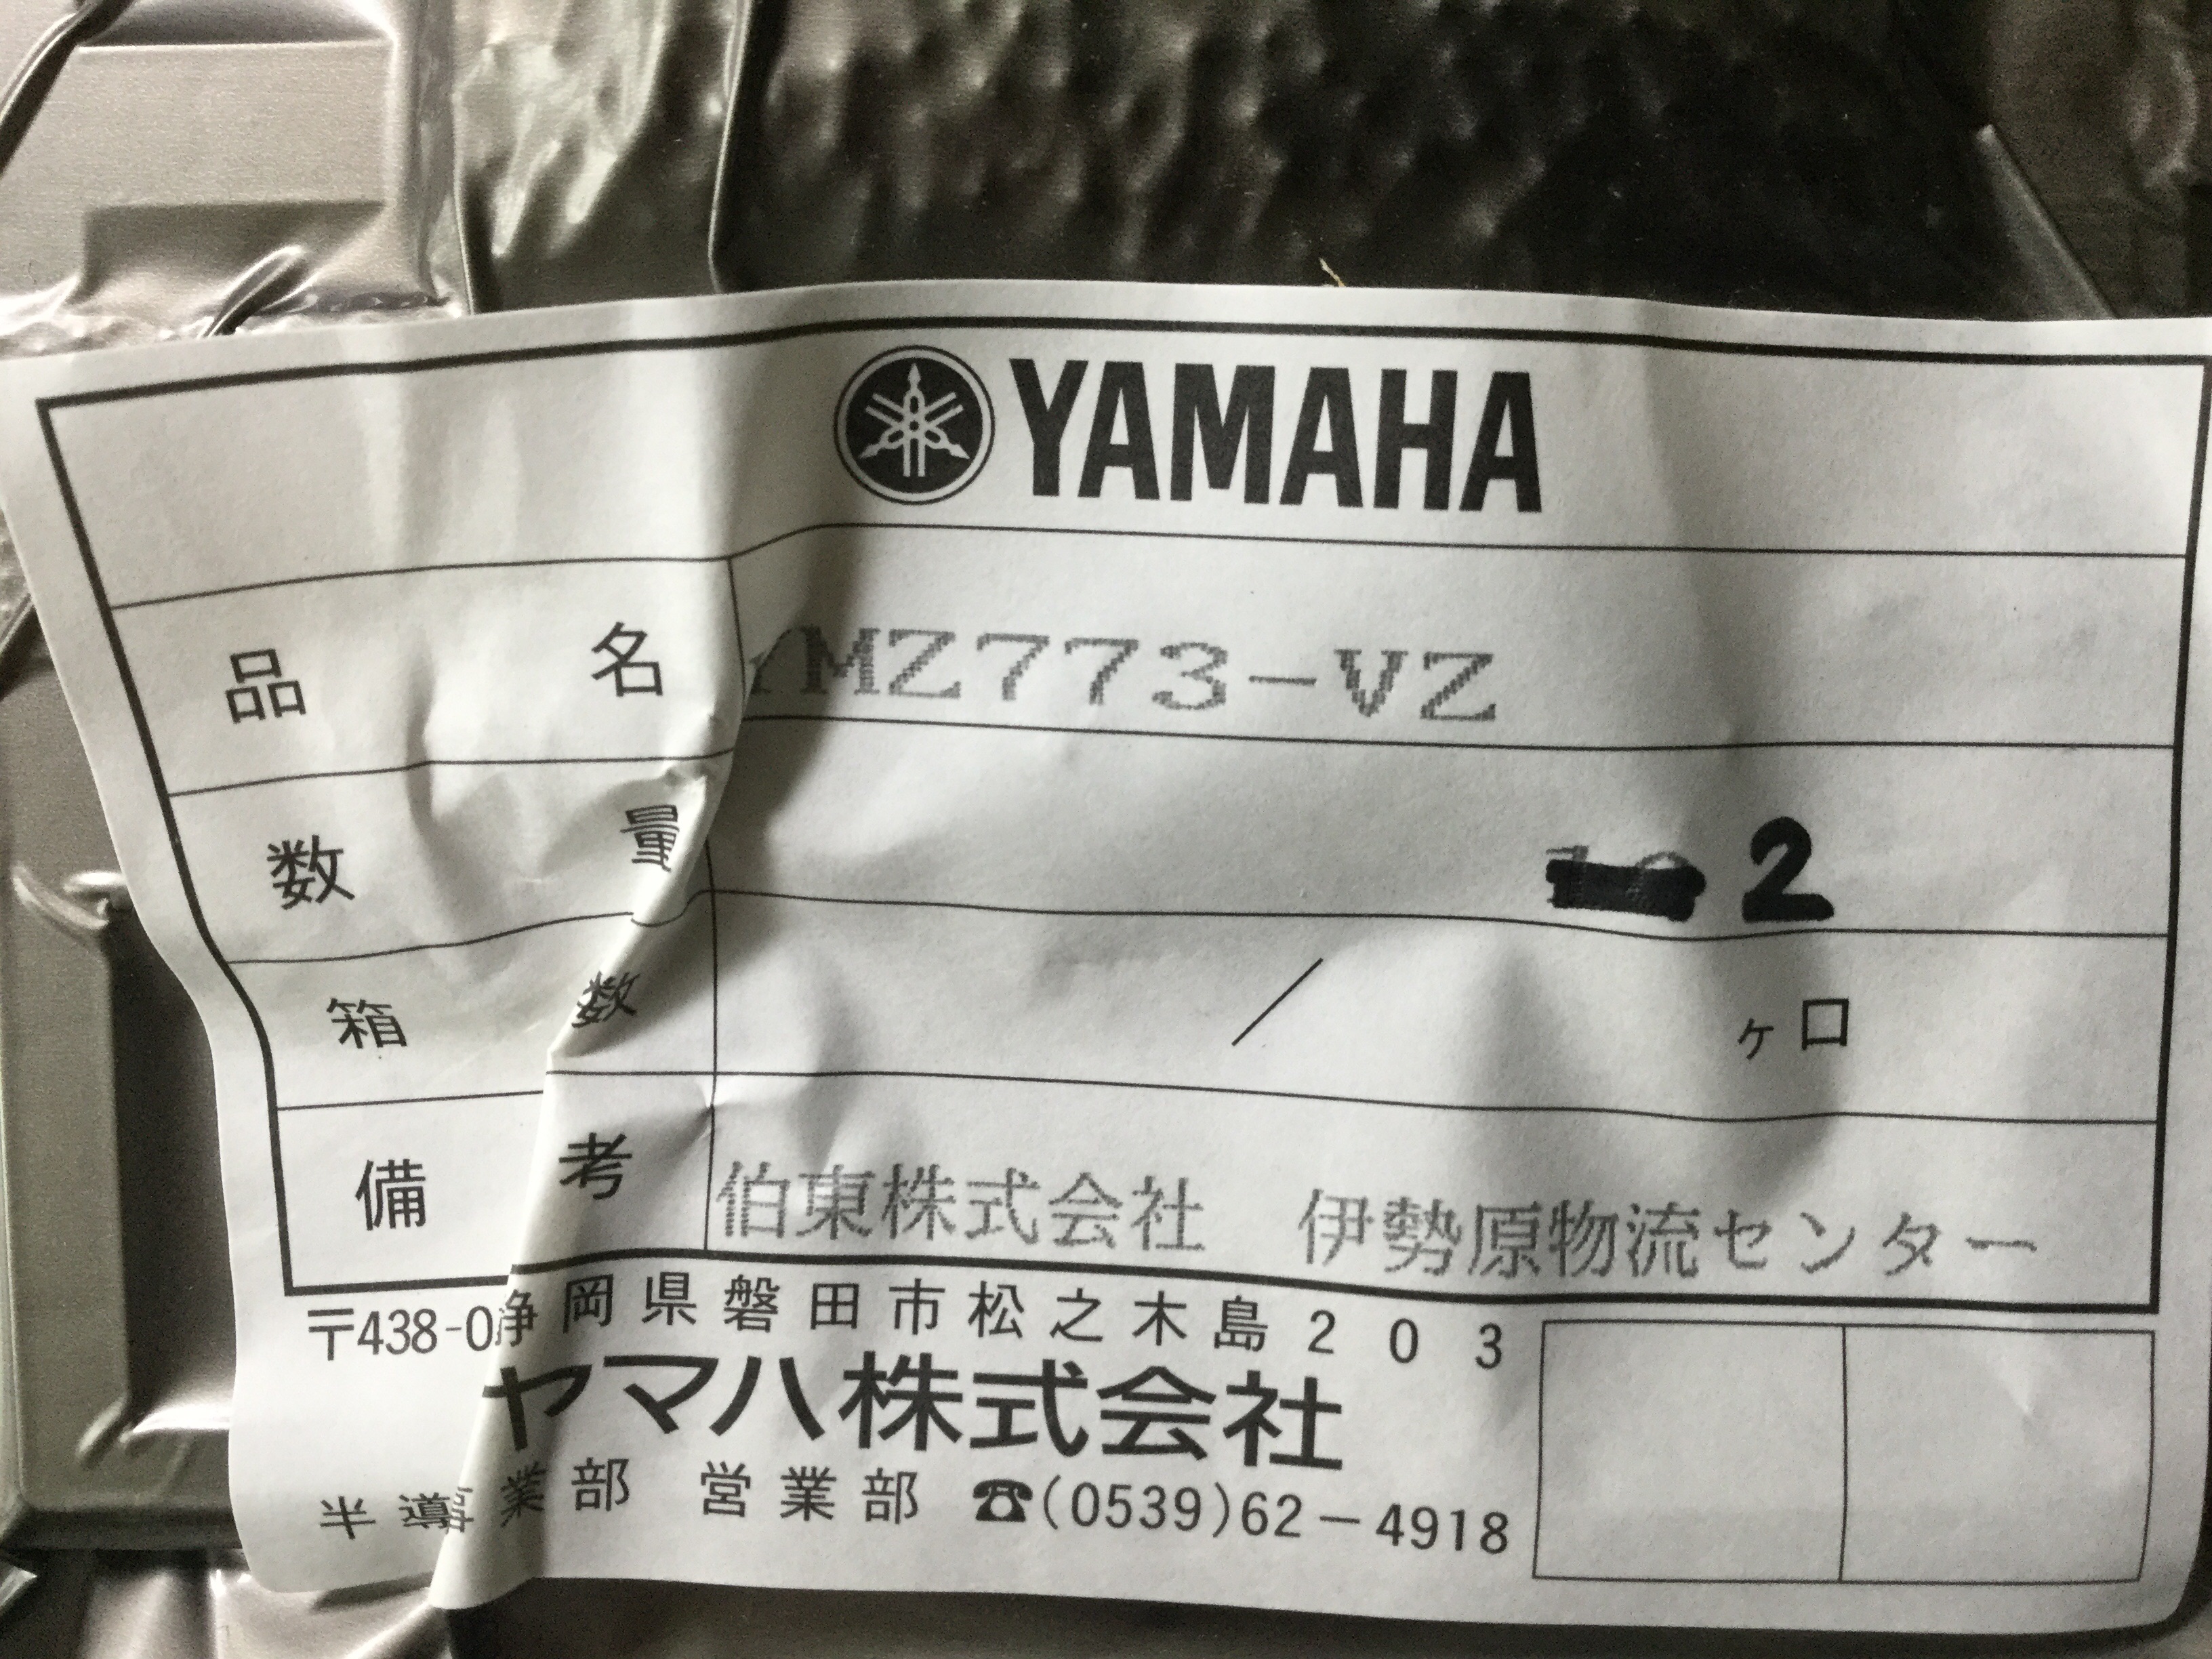 YAMAHA
品名 YMZ773-VZ
数量 2
箱数 / ヶ口
備考 伯東株式会社 伊勢原物流センター
〒438-0 静岡県磐田市松之木島203
ヤマハ株式会社
半導 業部 営業部 ☎(0539)62-4918